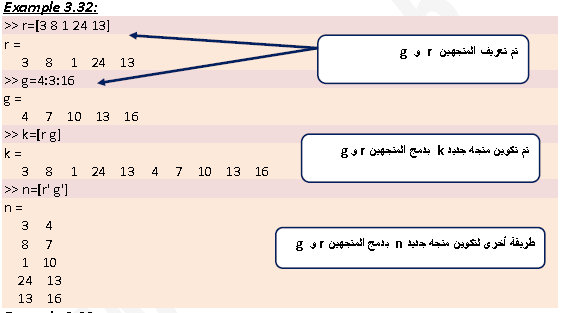 Example 3.32:
>> r=[3 8 1 24 13]
r =
3 8 1 24 13
تم تعريف المتجهين r و g
>> g=4:3:16
g =
4 7 10 13 16
>> k=[r g]
k =
3 8 1 24 13 4 7 10 13 16
تم تكوين متجه جديد k بدمج المتجهين r و g
>> n=[r' g']
n =
3 4
8 7
1 10
24 13
13 16
طريقة أخرى لتكوين متجه جديد n بدمج المتجهين r و g